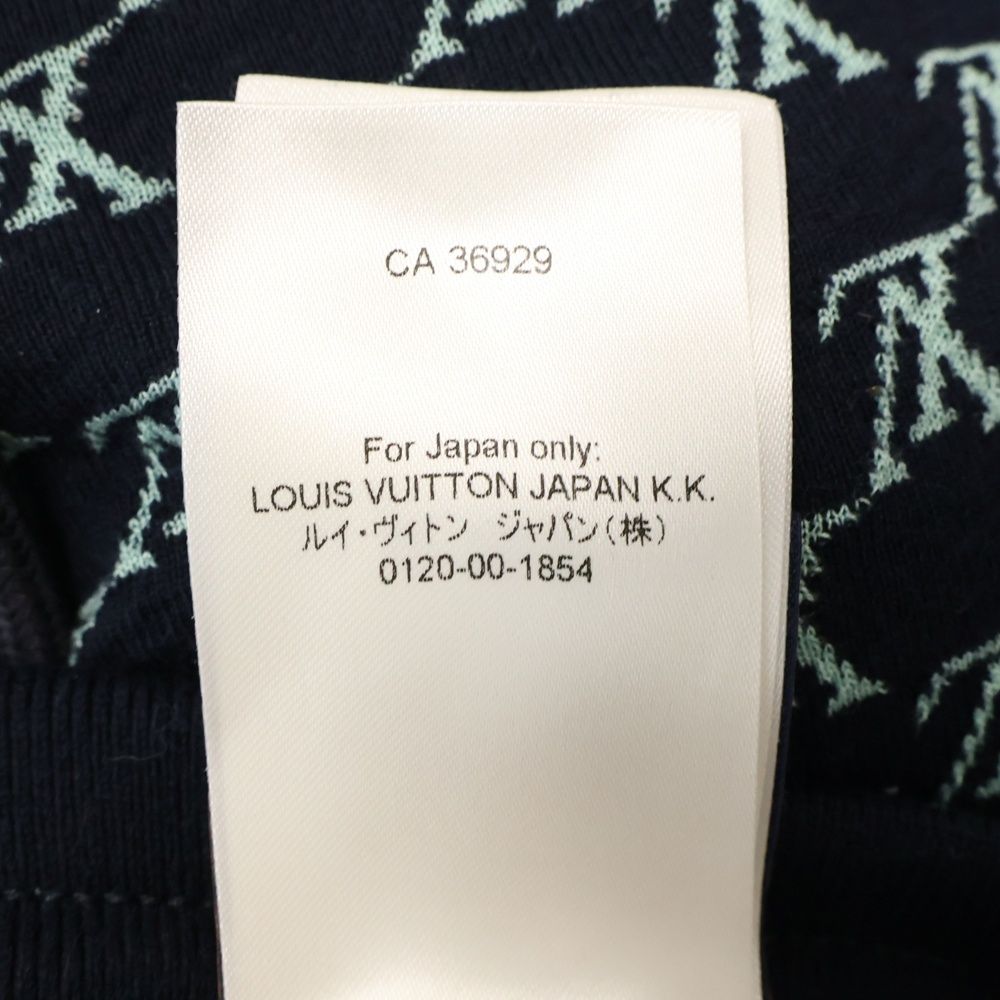 CA 36929
For Japan only:
LOUIS VUITTON JAPAN K.K.
ルイ・ヴィトン ジャパン(株)
0120-00-1854